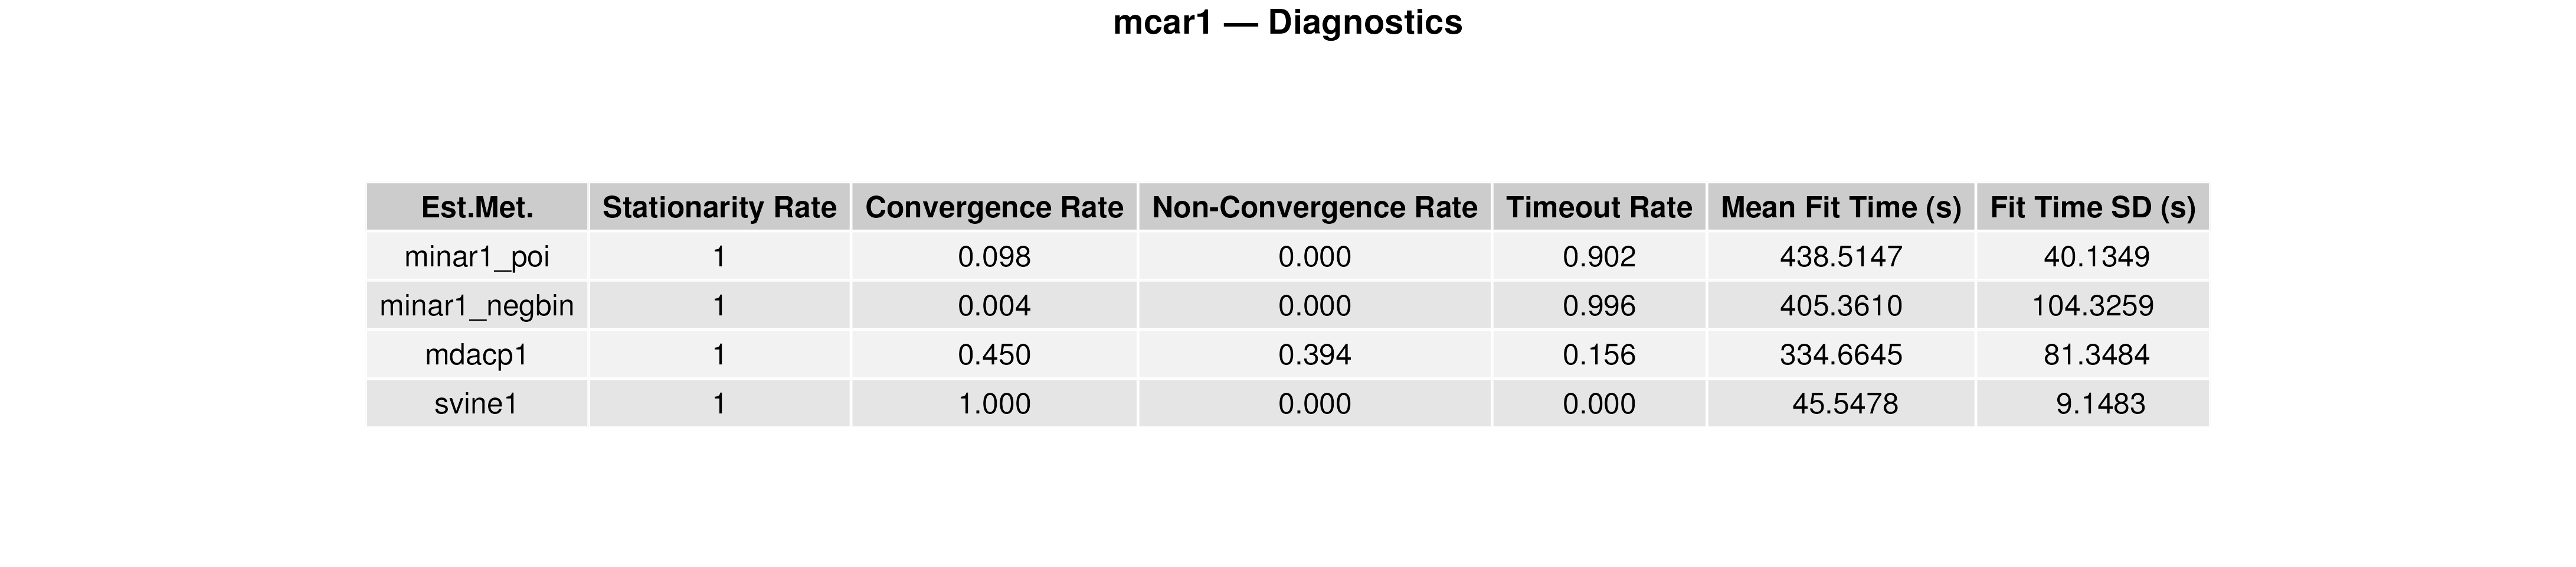 mcar1 — Diagnostics
Est.Met. Stationarity Rate Convergence Rate Non-Convergence Rate Timeout Rate Mean Fit Time (s) Fit Time SD (s)
minar1_poi 1 0.098 0.000 0.902 438.5147 40.1349
minar1_negbin 1 0.004 0.000 0.996 405.3610 104.3259
mdacp1 1 0.450 0.394 0.156 334.6645 81.3484
svine1 1 1.000 0.000 0.000 45.5478 9.1483